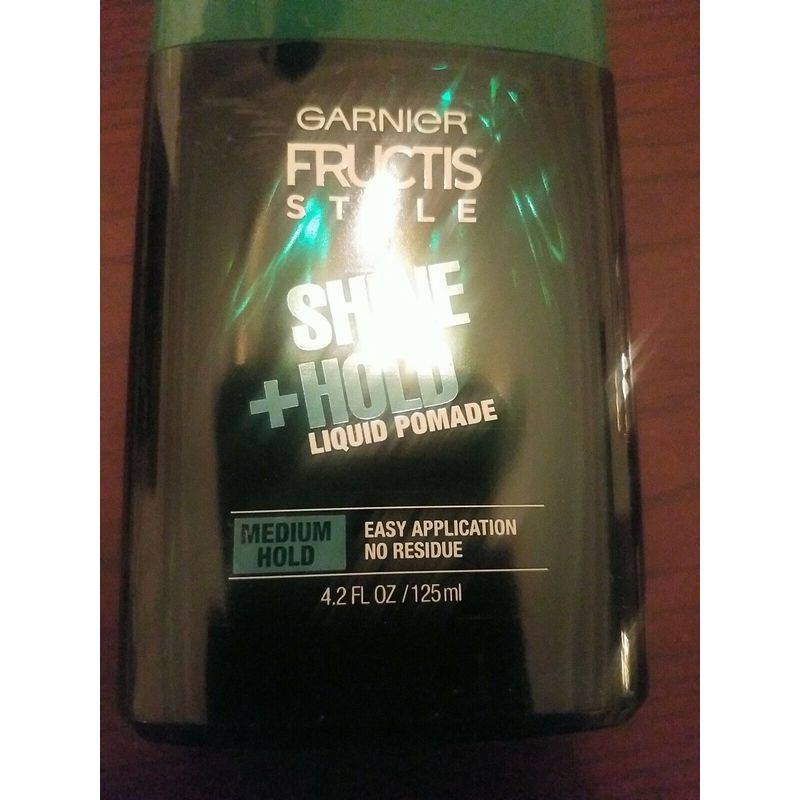 GARNIER
FRUCTIS
STYLE
SHINE
+HOLD
LIQUID POMADE
MEDIUM
HOLD
EASY APPLICATION
NO RESIDUE
4.2 FL OZ / 125 ml